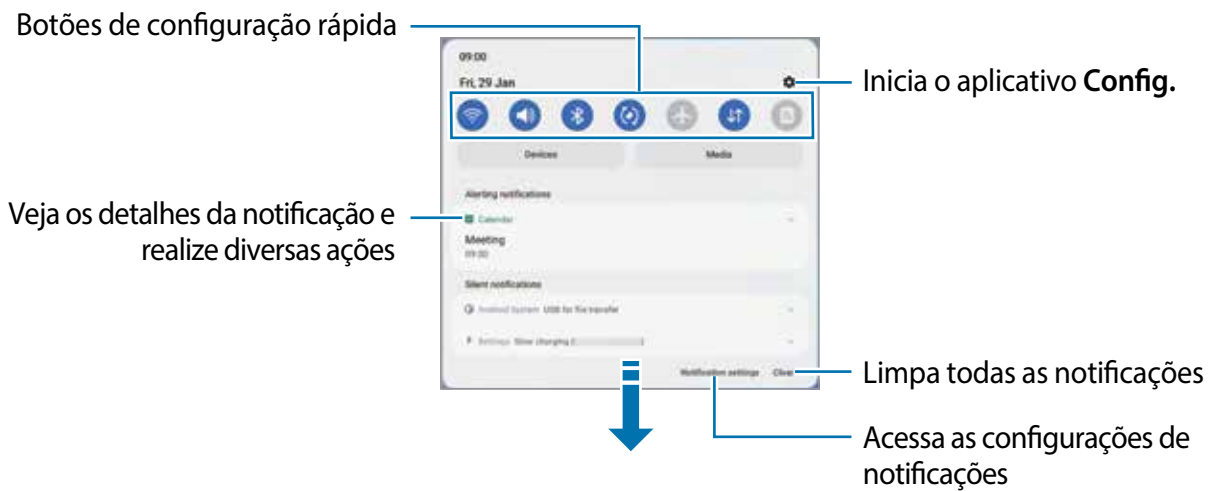 Botões de configuração rápida
09:00
Fri, 29 Jan
Inicia o aplicativo Config.
Devices
Media
Alerting notifications
Veja os detalhes da notificação e
realize diversas ações
Calendar
Meeting
09:00
Silent notifications
Android System USB for file transfer
Settings Slow charging (
Notification settings
Clear
Limpa todas as notificações
Acessa as configurações de
notificações